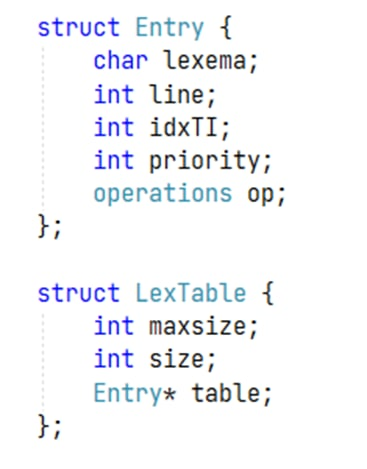 struct Entry {
    char lexema;
    int line;
    int idxTI;
    int priority;
    operations op;
};

struct LexTable {
    int maxsize;
    int size;
    Entry* table;
};